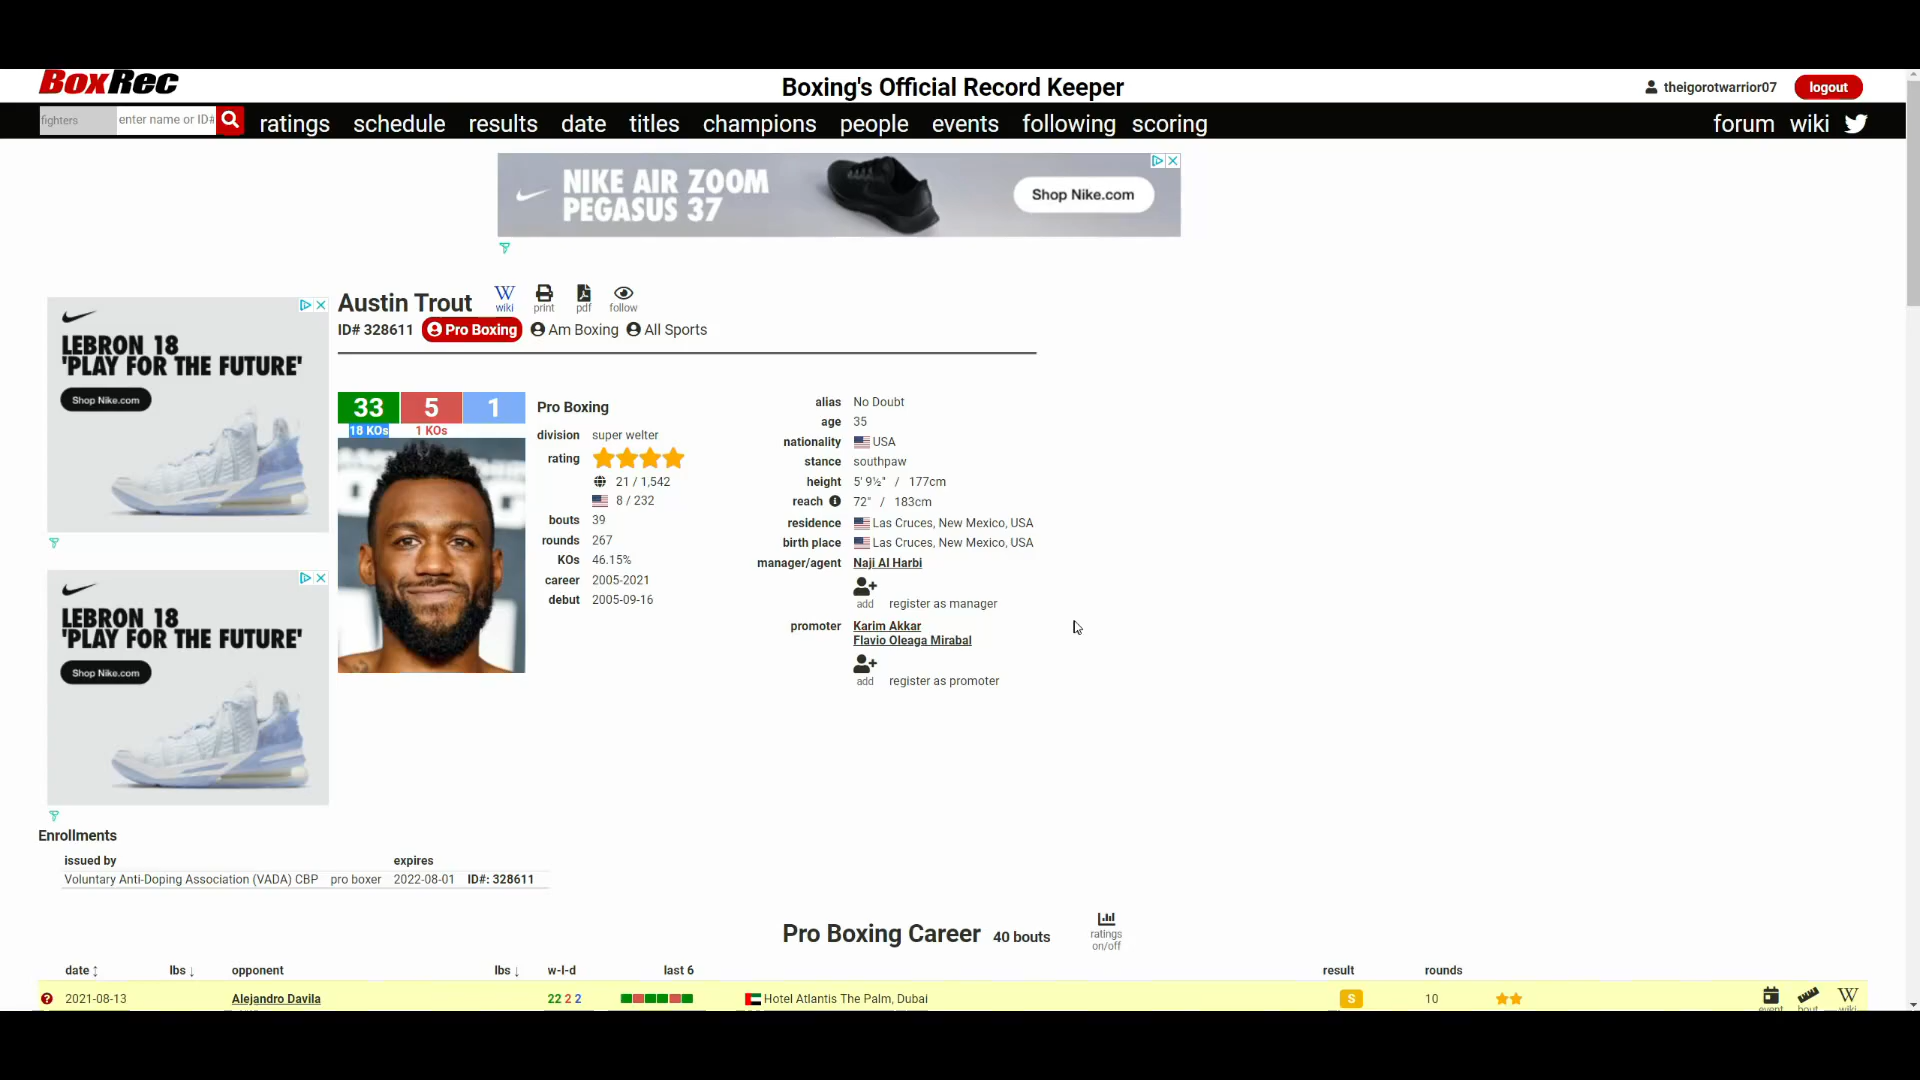 BoxRec
Boxing's Official Record Keeper
theigorotwarrior07
logout
fighters
enter name or ID#
ratings schedule results date titles champions people events following scoring
forum wiki
NIKE AIR ZOOM
PEGASUS 37
Shop Nike.com
LEBRON 18
'PLAY FOR THE FUTURE'
Shop Nike.com
LEBRON 18
'PLAY FOR THE FUTURE'
Shop Nike.com
Austin Trout
wiki print pdf follow
ID# 328611 Pro Boxing Am Boxing All Sports
33 5 1
18 KOs 1 KOs
Pro Boxing
division super welter
rating
21 / 1,542
8 / 232
bouts 39
rounds 267
KOs 46.15%
career 2005-2021
debut 2005-09-16
alias No Doubt
age 35
nationality USA
stance southpaw
height 5' 9½" / 177cm
reach 72" / 183cm
residence Las Cruces, New Mexico, USA
birth place Las Cruces, New Mexico, USA
manager/agent Naji Al Harbi
add register as manager
promoter Karim Akkar
Flavio Oleaga Mirabal
add register as promoter
Enrollments
issued by expires
Voluntary Anti-Doping Association (VADA) CBP pro boxer 2022-08-01 ID#: 328611
Pro Boxing Career 40 bouts
ratings
on/off
date lbs opponent lbs w-l-d last 6 result rounds
2021-08-13 Alejandro Davila 22 2 2 Hotel Atlantis The Palm, Dubai S 10